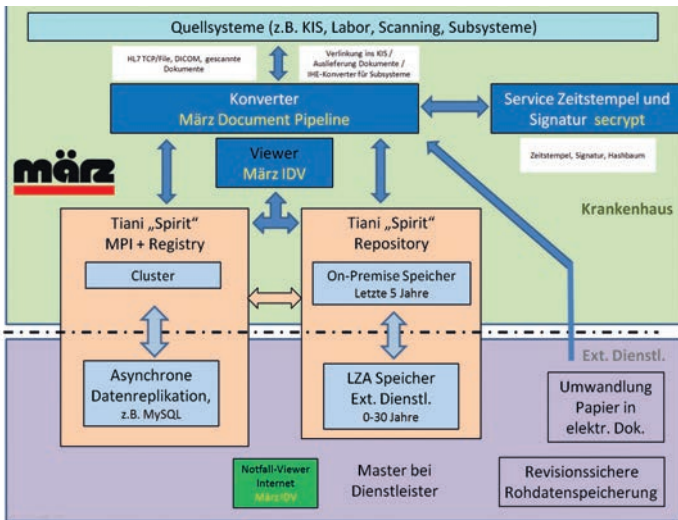 Quellsysteme (z.B. KIS, Labor, Scanning, Subsysteme)
HL7 TCP/File, DICOM, gescannte
Dokumente
Verlinkung ins KIS /
Auslieferung Dokumente /
IHE-Konverter für Subsysteme
Konverter
März Document Pipeline
Service Zeitstempel und
Signatur secrypt
Zeitstempel, Signatur, Hashbaum
märz
Viewer
März IDV
Krankenhaus
Tiani „Spirit“
MPI + Registry
Cluster
Tiani „Spirit“
Repository
On-Premise Speicher
Letzte 5 Jahre
Ext. Dienstl.
Asynchrone
Datenreplikation,
z.B. MySQL
LZA Speicher
Ext. Dienstl.
0-30 Jahre
Umwandlung
Papier in
elektr. Dok.
Notfall-Viewer
Internet
März IDV
Master bei
Dienstleister
Revisionssichere
Rohdatenspeicherung